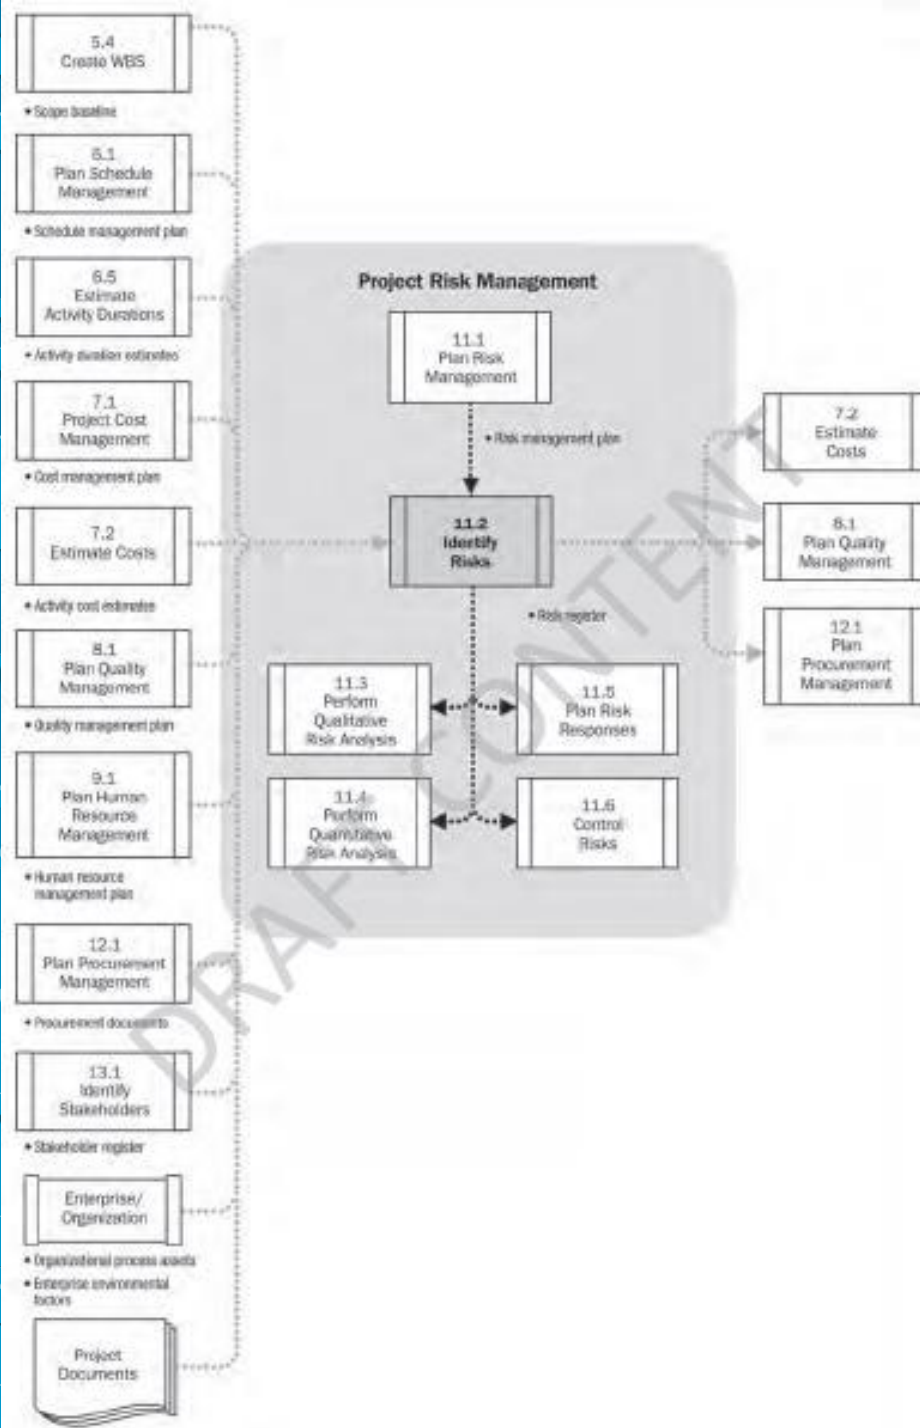 5.4
Create WBS
• Scope baseline
6.1
Plan Schedule
Management
• Schedule management plan
6.5
Estimate
Activity Durations
• Activity duration estimates
7.1
Project Cost
Management
• Cost management plan
7.2
Estimate Costs
• Activity cost estimates
8.1
Plan Quality
Management
• Quality management plan
9.1
Plan Human
Resource
Management
• Human resource
management plan
12.1
Plan Procurement
Management
• Procurement documents
13.1
Identify
Stakeholders
• Stakeholder register
Enterprise/
Organization
• Organizational process assets
• Enterprise environmental
factors
Project
Documents
Project Risk Management
11.1
Plan Risk
Management
• Risk management plan
11.2
Identify
Risks
• Risk register
11.3
Perform
Qualitative
Risk Analysis
11.5
Plan Risk
Responses
11.4
Perform
Quantitative
Risk Analysis
11.6
Control
Risks
7.2
Estimate
Costs
8.1
Plan Quality
Management
12.1
Plan
Procurement
Management
DRAFT CONTENT